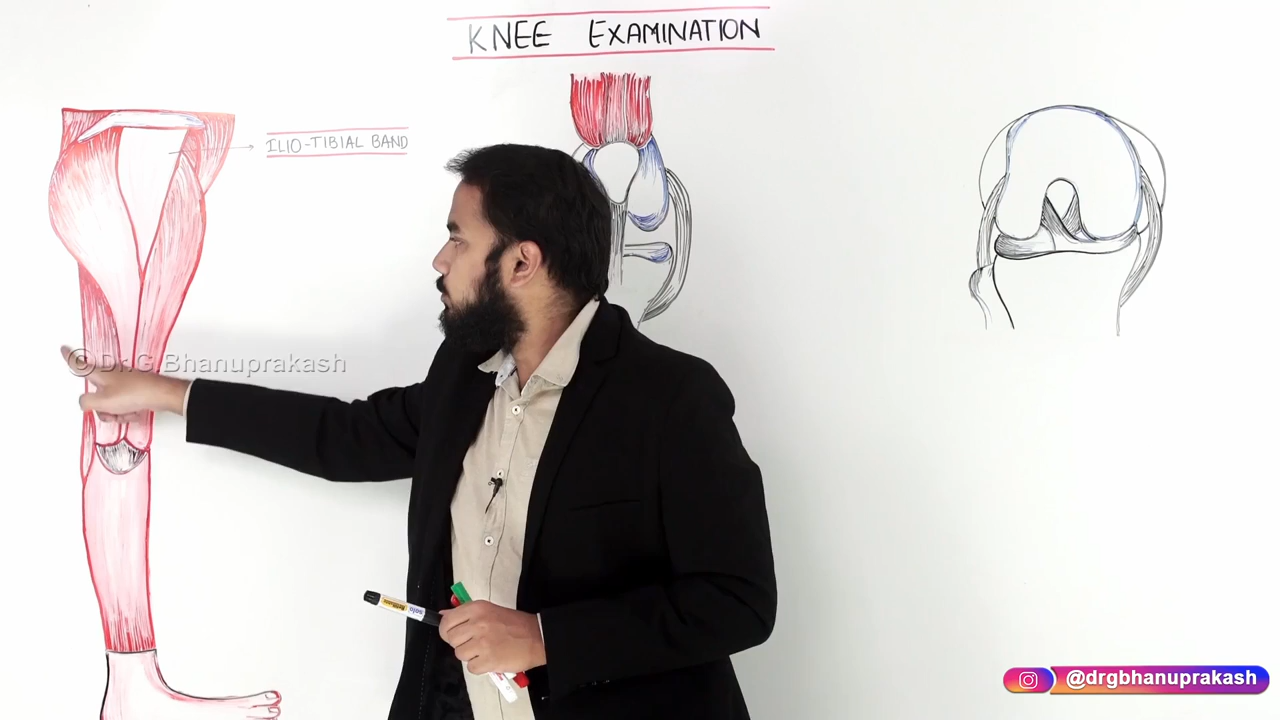 KNEE EXAMINATION
ILIO-TIBIAL BAND
©Dr.G.Bhanuprakash
@drgbhanuprakash